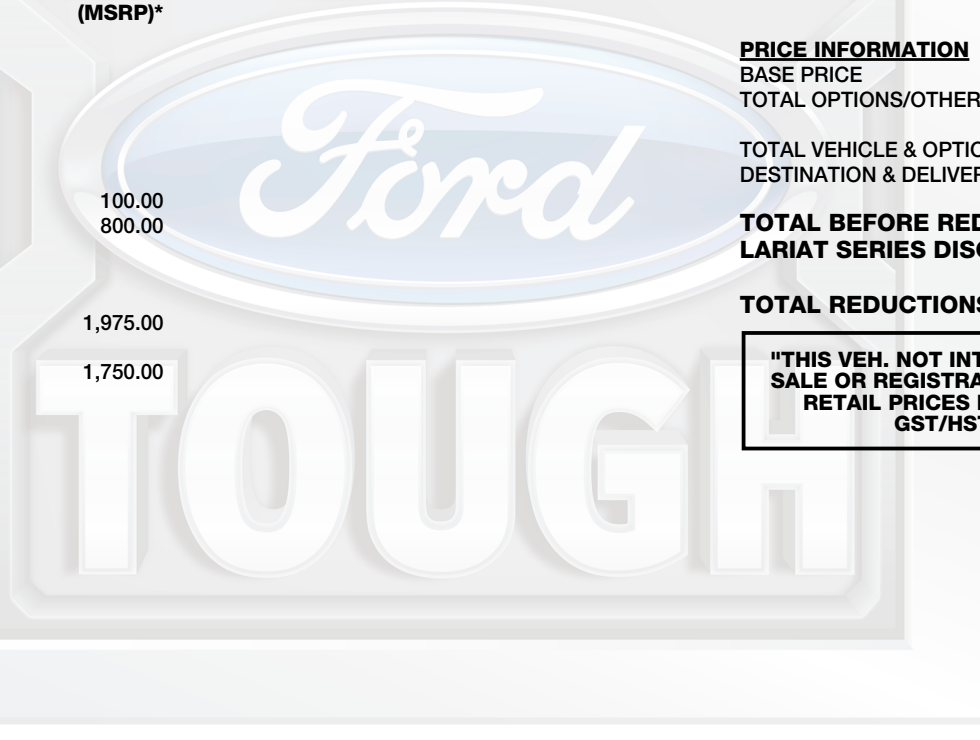 (MSRP)*
100.00
800.00
1,975.00
1,750.00
PRICE INFORMATION
BASE PRICE
TOTAL OPTIONS/OTHER
TOTAL VEHICLE & OPTIO
DESTINATION & DELIVER
TOTAL BEFORE RED
LARIAT SERIES DISC
TOTAL REDUCTIONS
"THIS VEH. NOT INT
SALE OR REGISTRA
RETAIL PRICES
GST/HST
Ford
TOUGH